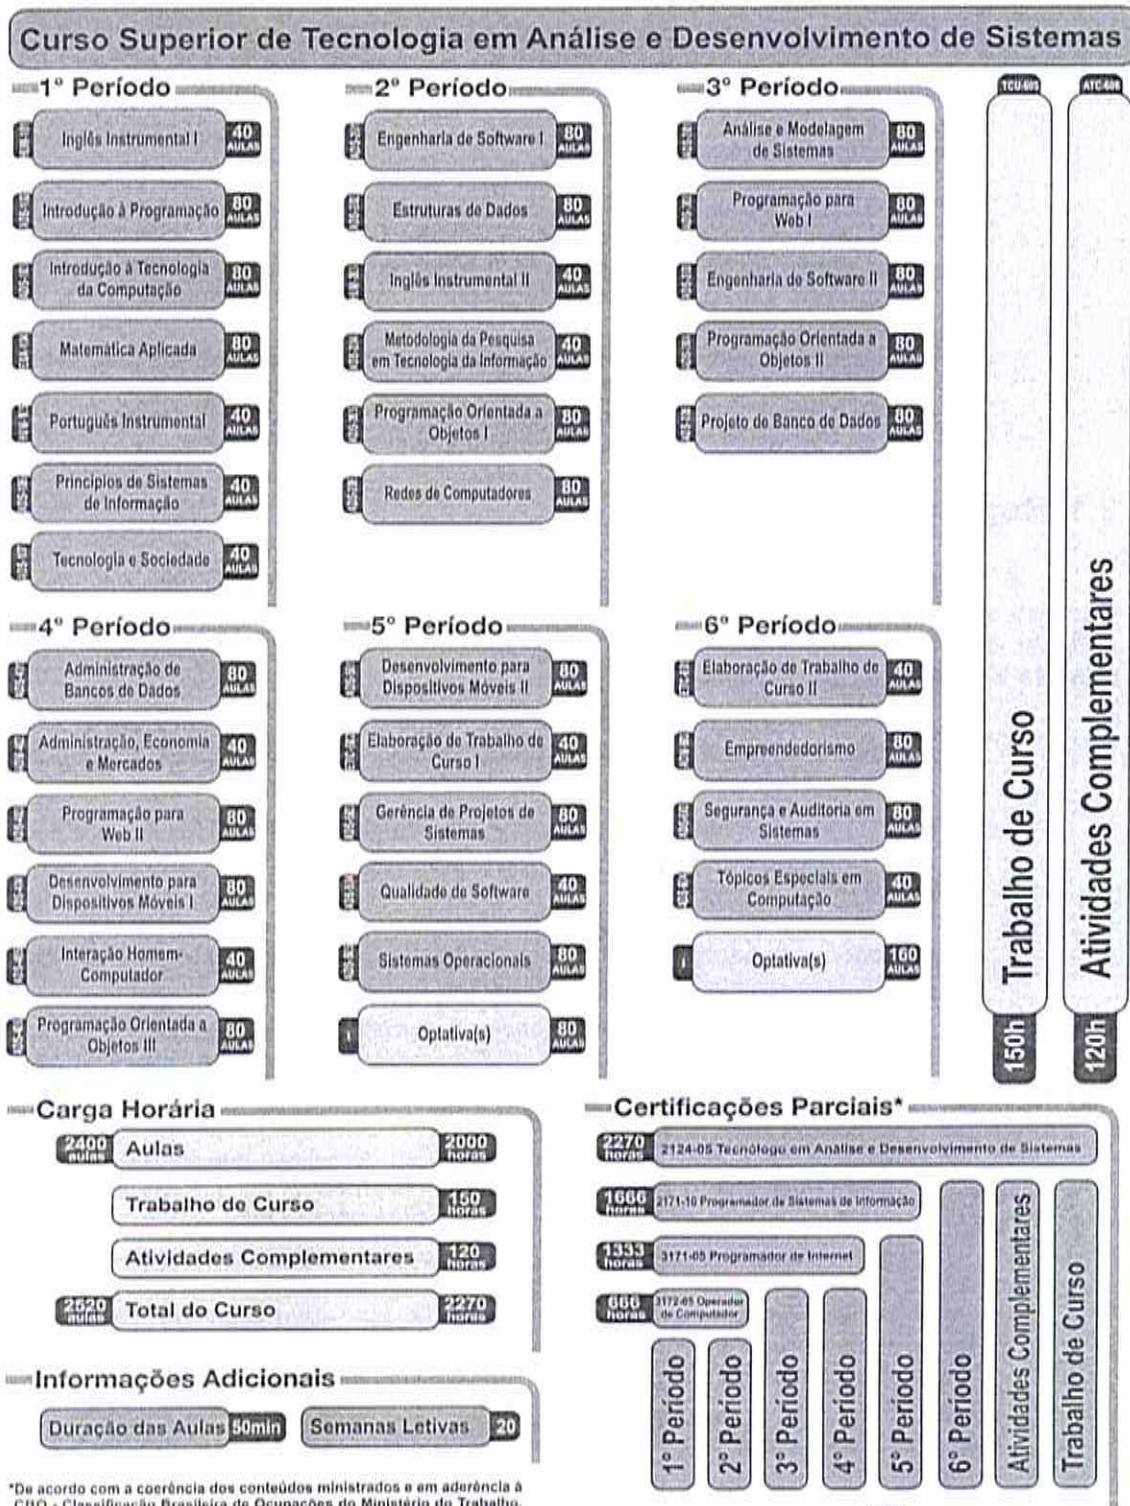 Curso Superior de Tecnologia em Análise e Desenvolvimento de Sistemas
1º Período
Inglês Instrumental I
40
AULAS
Introdução à Programação
80
AULAS
Introdução à Tecnologia
da Computação
80
AULAS
Matemática Aplicada
80
AULAS
Português Instrumental
40
AULAS
Princípios de Sistemas
de Informação
40
AULAS
Tecnologia e Sociedade
40
AULAS
2º Período
Engenharia de Software I
80
AULAS
Estruturas de Dados
80
AULAS
Inglês Instrumental II
40
AULAS
Metodologia da Pesquisa
em Tecnologia da Informação
40
AULAS
Programação Orientada a
Objetos I
80
AULAS
Redes de Computadores
80
AULAS
3º Período
Análise e Modelagem
de Sistemas
80
AULAS
Programação para
Web I
80
AULAS
Engenharia de Software II
80
AULAS
Programação Orientada a
Objetos II
80
AULAS
Projeto de Banco de Dados
80
AULAS
Trabalho de Curso
150h
Atividades Complementares
120h
4º Período
Administração de
Bancos de Dados
80
AULAS
Administração, Economia
e Mercados
40
AULAS
Programação para
Web II
80
AULAS
Desenvolvimento para
Dispositivos Móveis I
80
AULAS
Interação Homem-
Computador
40
AULAS
Programação Orientada a
Objetos III
80
AULAS
5º Período
Desenvolvimento para
Dispositivos Móveis II
80
AULAS
Elaboração de Trabalho de
Curso I
40
AULAS
Gerência de Projetos de
Sistemas
80
AULAS
Qualidade de Software
40
AULAS
Sistemas Operacionais
80
AULAS
Optativa(s)
80
AULAS
6º Período
Elaboração de Trabalho de
Curso II
40
AULAS
Empreendedorismo
80
AULAS
Segurança e Auditoria em
Sistemas
80
AULAS
Tópicos Especiais em
Computação
40
AULAS
Optativa(s)
160
AULAS
Carga Horária
2400
aulas
Aulas
2000
horas
Trabalho de Curso
150
horas
Atividades Complementares
120
horas
2520
aulas
Total do Curso
2270
horas
Informações Adicionais
Duração das Aulas 50min
Semanas Letivas 20
*De acordo com a coerência dos conteúdos ministrados e em aderência à
CBO - Classificação Brasileira de Ocupações do Ministério do Trabalho.
Certificações Parciais*
2270
horas
2124-05 Tecnólogo em Análise e Desenvolvimento de Sistemas
1666
horas
2171-10 Programador de Sistemas de Informação
1333
horas
3171-05 Programador de Internet
666
horas
3172-05 Operador
de Computador
1º Período
2º Período
3º Período
4º Período
5º Período
6º Período
Atividades Complementares
Trabalho de Curso